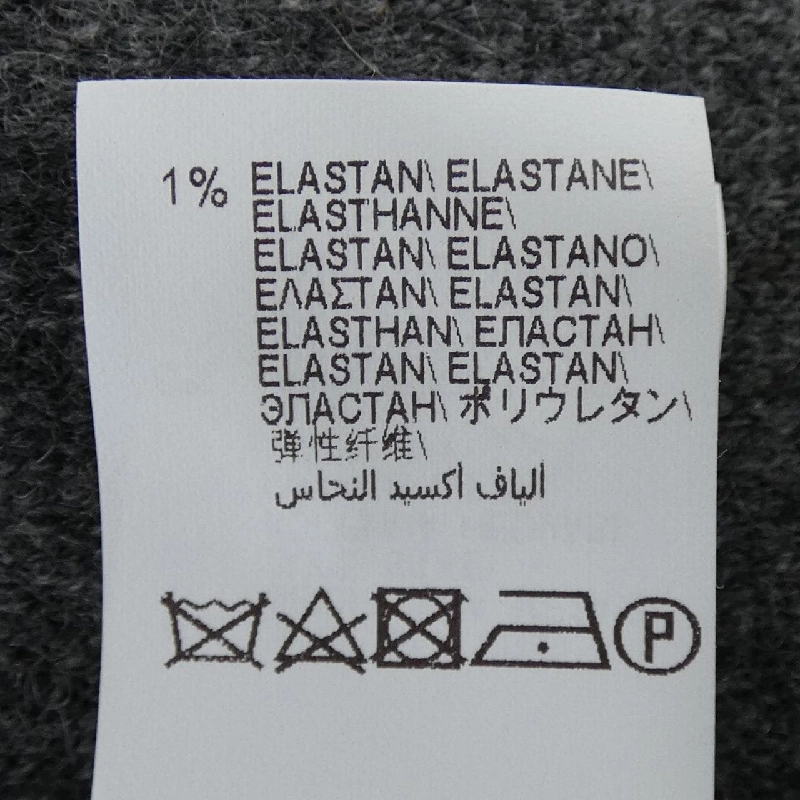 1% ELASTAN\ ELASTANE\
ELASTHANNE\
ELASTAN\ ELASTANO\
ΕΛΑΣΤΑΝ\ ELASTAN\
ELASTHAN\ ЕЛАСТАН\
ELASTAN\ ELASTAN\
ЭЛАСТАН\ ポリウレタン\
弹性纤维\
الياف اكسيد النحاس
P